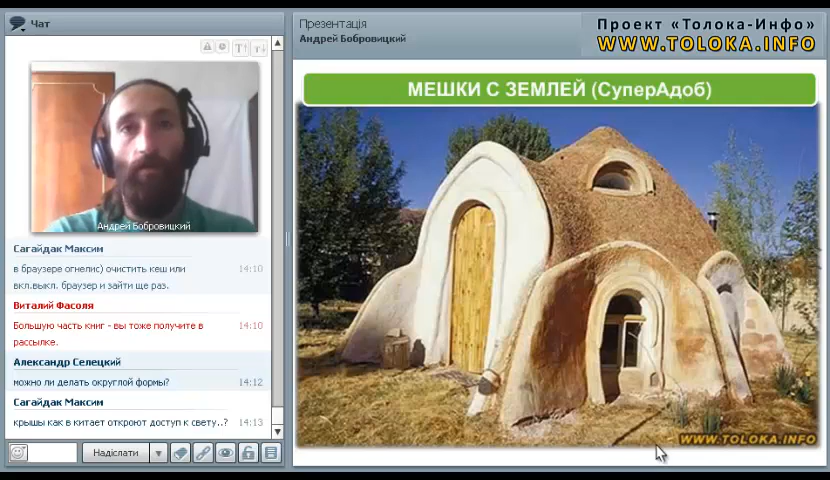 Чат
Презентація
Андрей Бобровицкий
Проект «Толока-Инфо»
WWW.TOLOKA.INFO
МЕШКИ С ЗЕМЛЕЙ (СуперАдоб)
Андрей Бобровицкий
Сагайдак Максим
в браузере огнелис) очистить кеш или
14:10
вкл.выкл. браузер и зайти ще раз.
Виталий Фасоля
Большую часть книг - вы тоже получите в
14:10
рассылке.
Александр Селецкий
можно ли делать округлой формы?
14:12
Сагайдак Максим
крышы как в китает откроют доступ к свету..?
14:13
Надіслати
WWW.TOLOKA.INFO